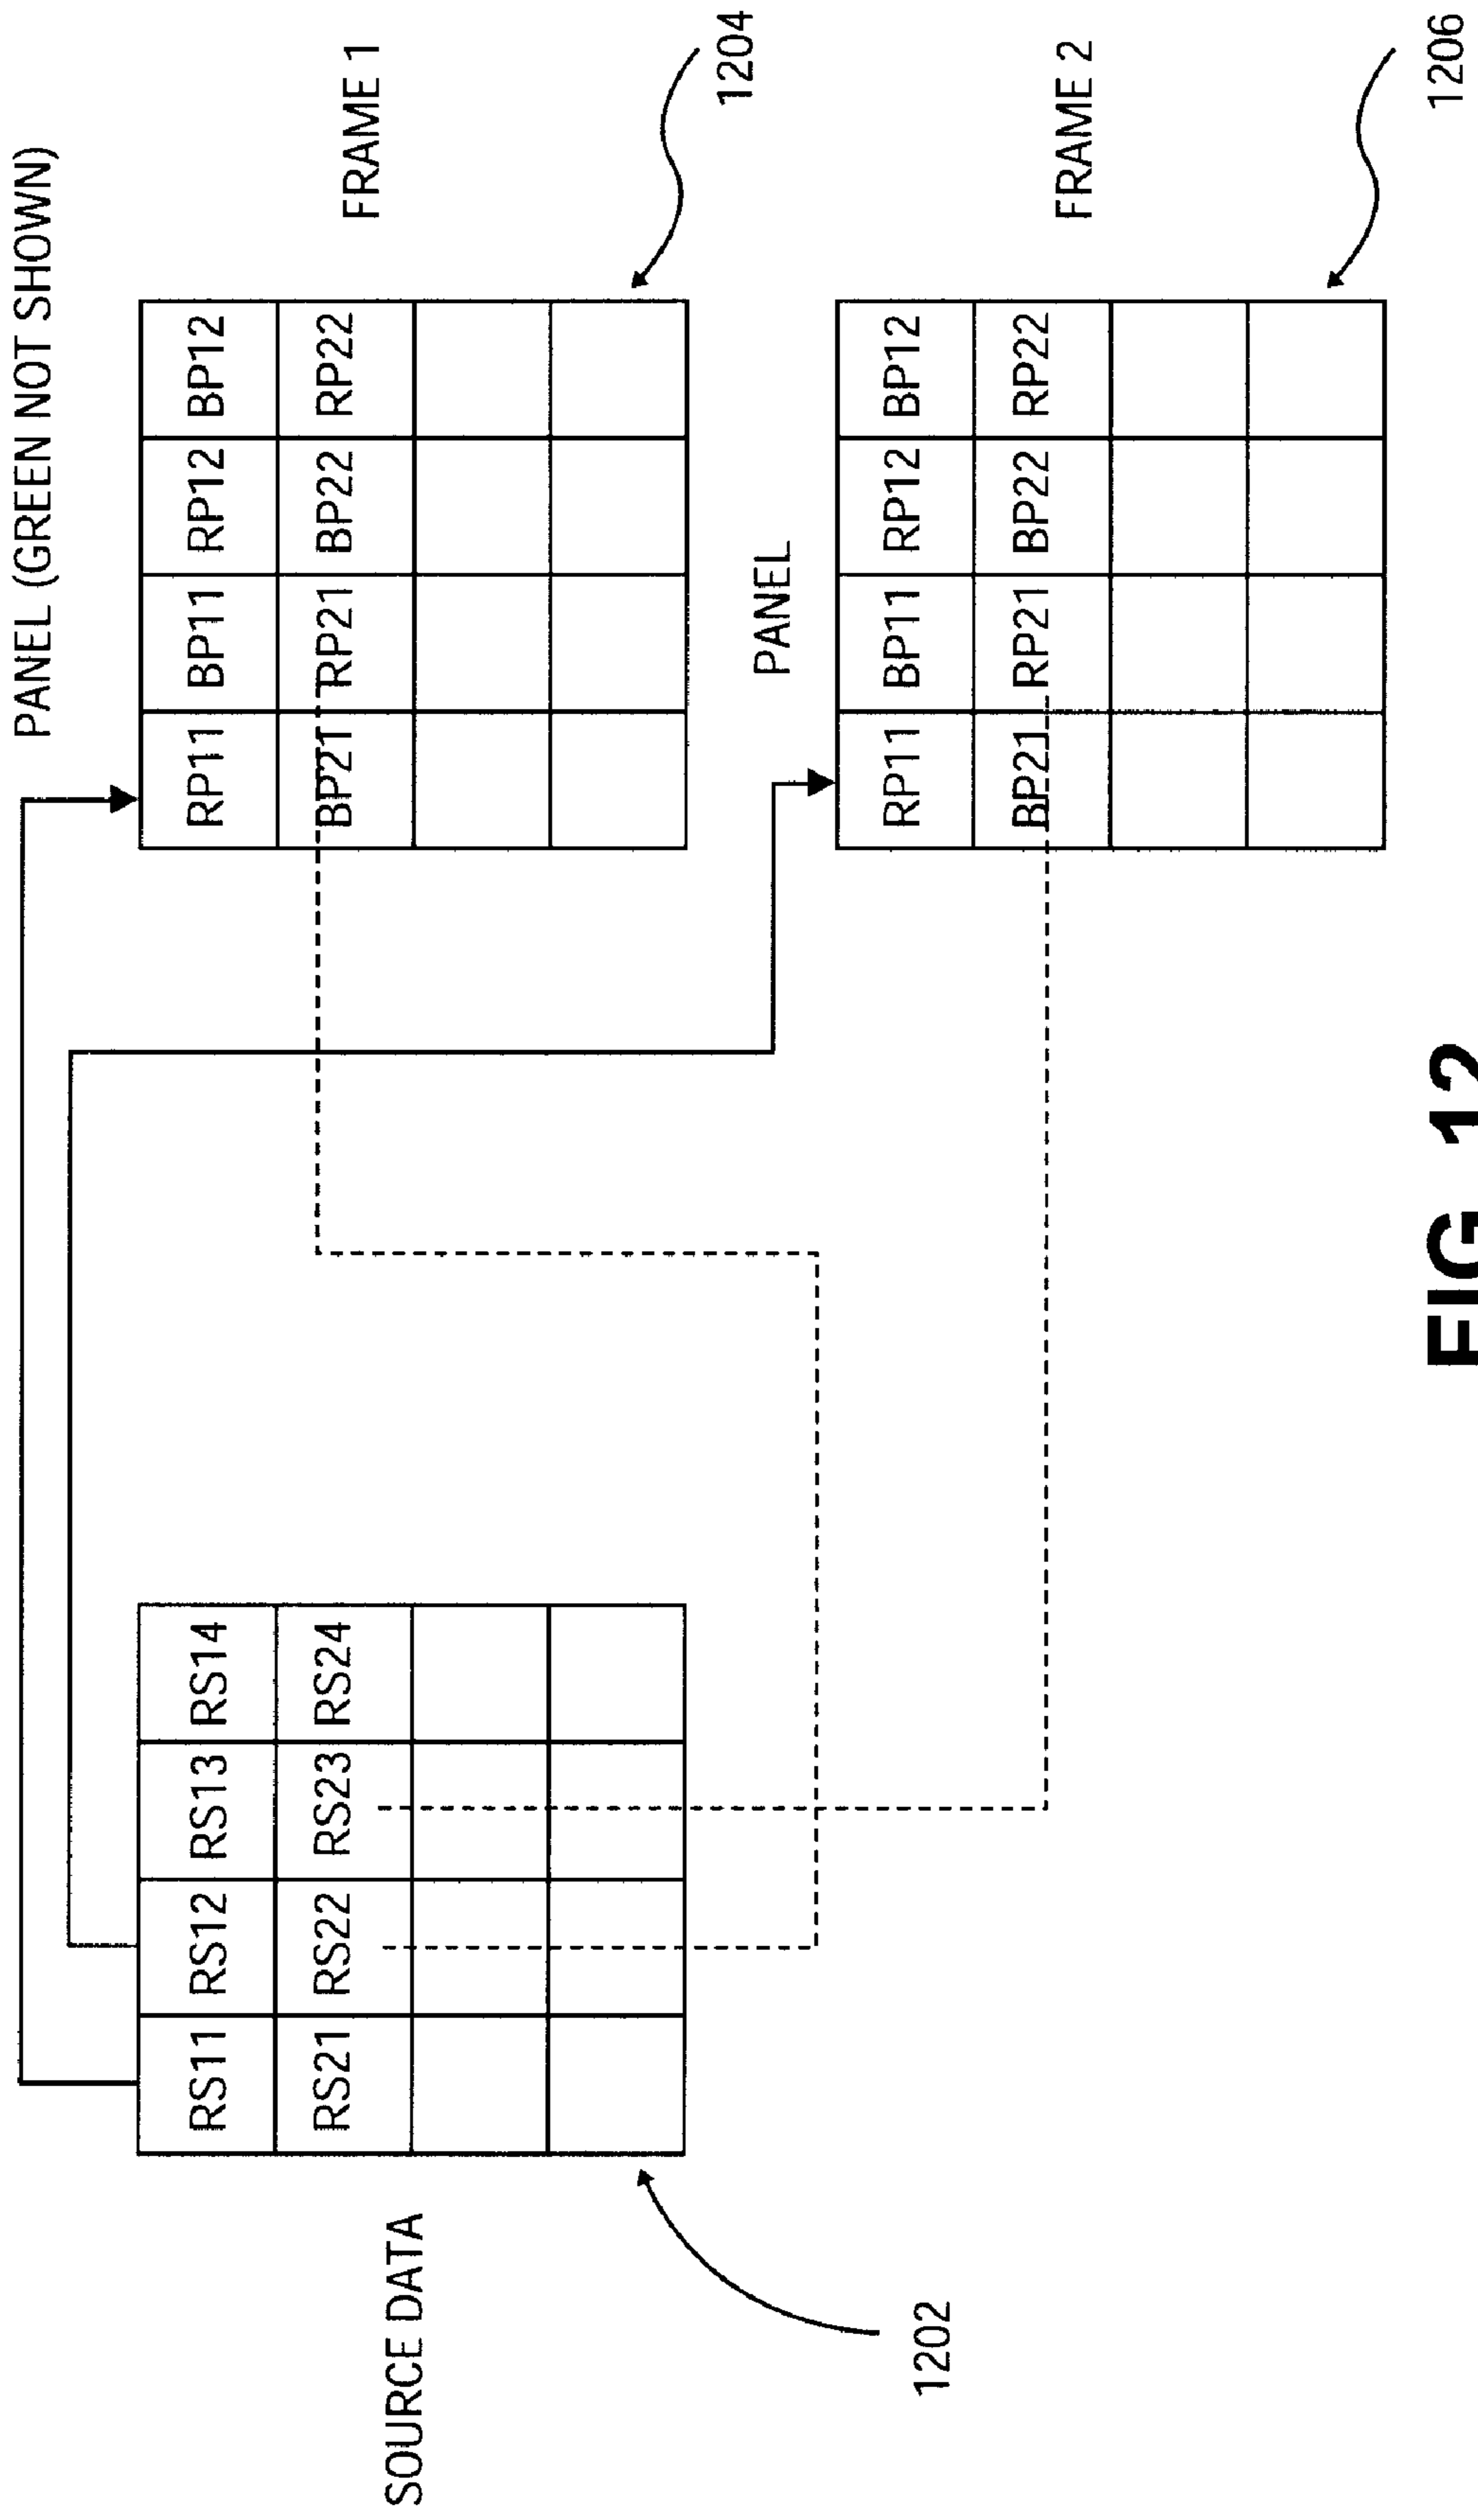 PANEL (GREEN NOT SHOWN)
SOURCE DATA
1202
RS11 RS12 RS13 RS14
RS21 RS22 RS23 RS24
RP11 BP11 RP12 BP12
BP21 RP21 BP22 RP22
FRAME 1
1204
PANEL
RP11 BP11 RP12 BP12
BP21 RP21 BP22 RP22
FRAME 2
1206
FIG 12